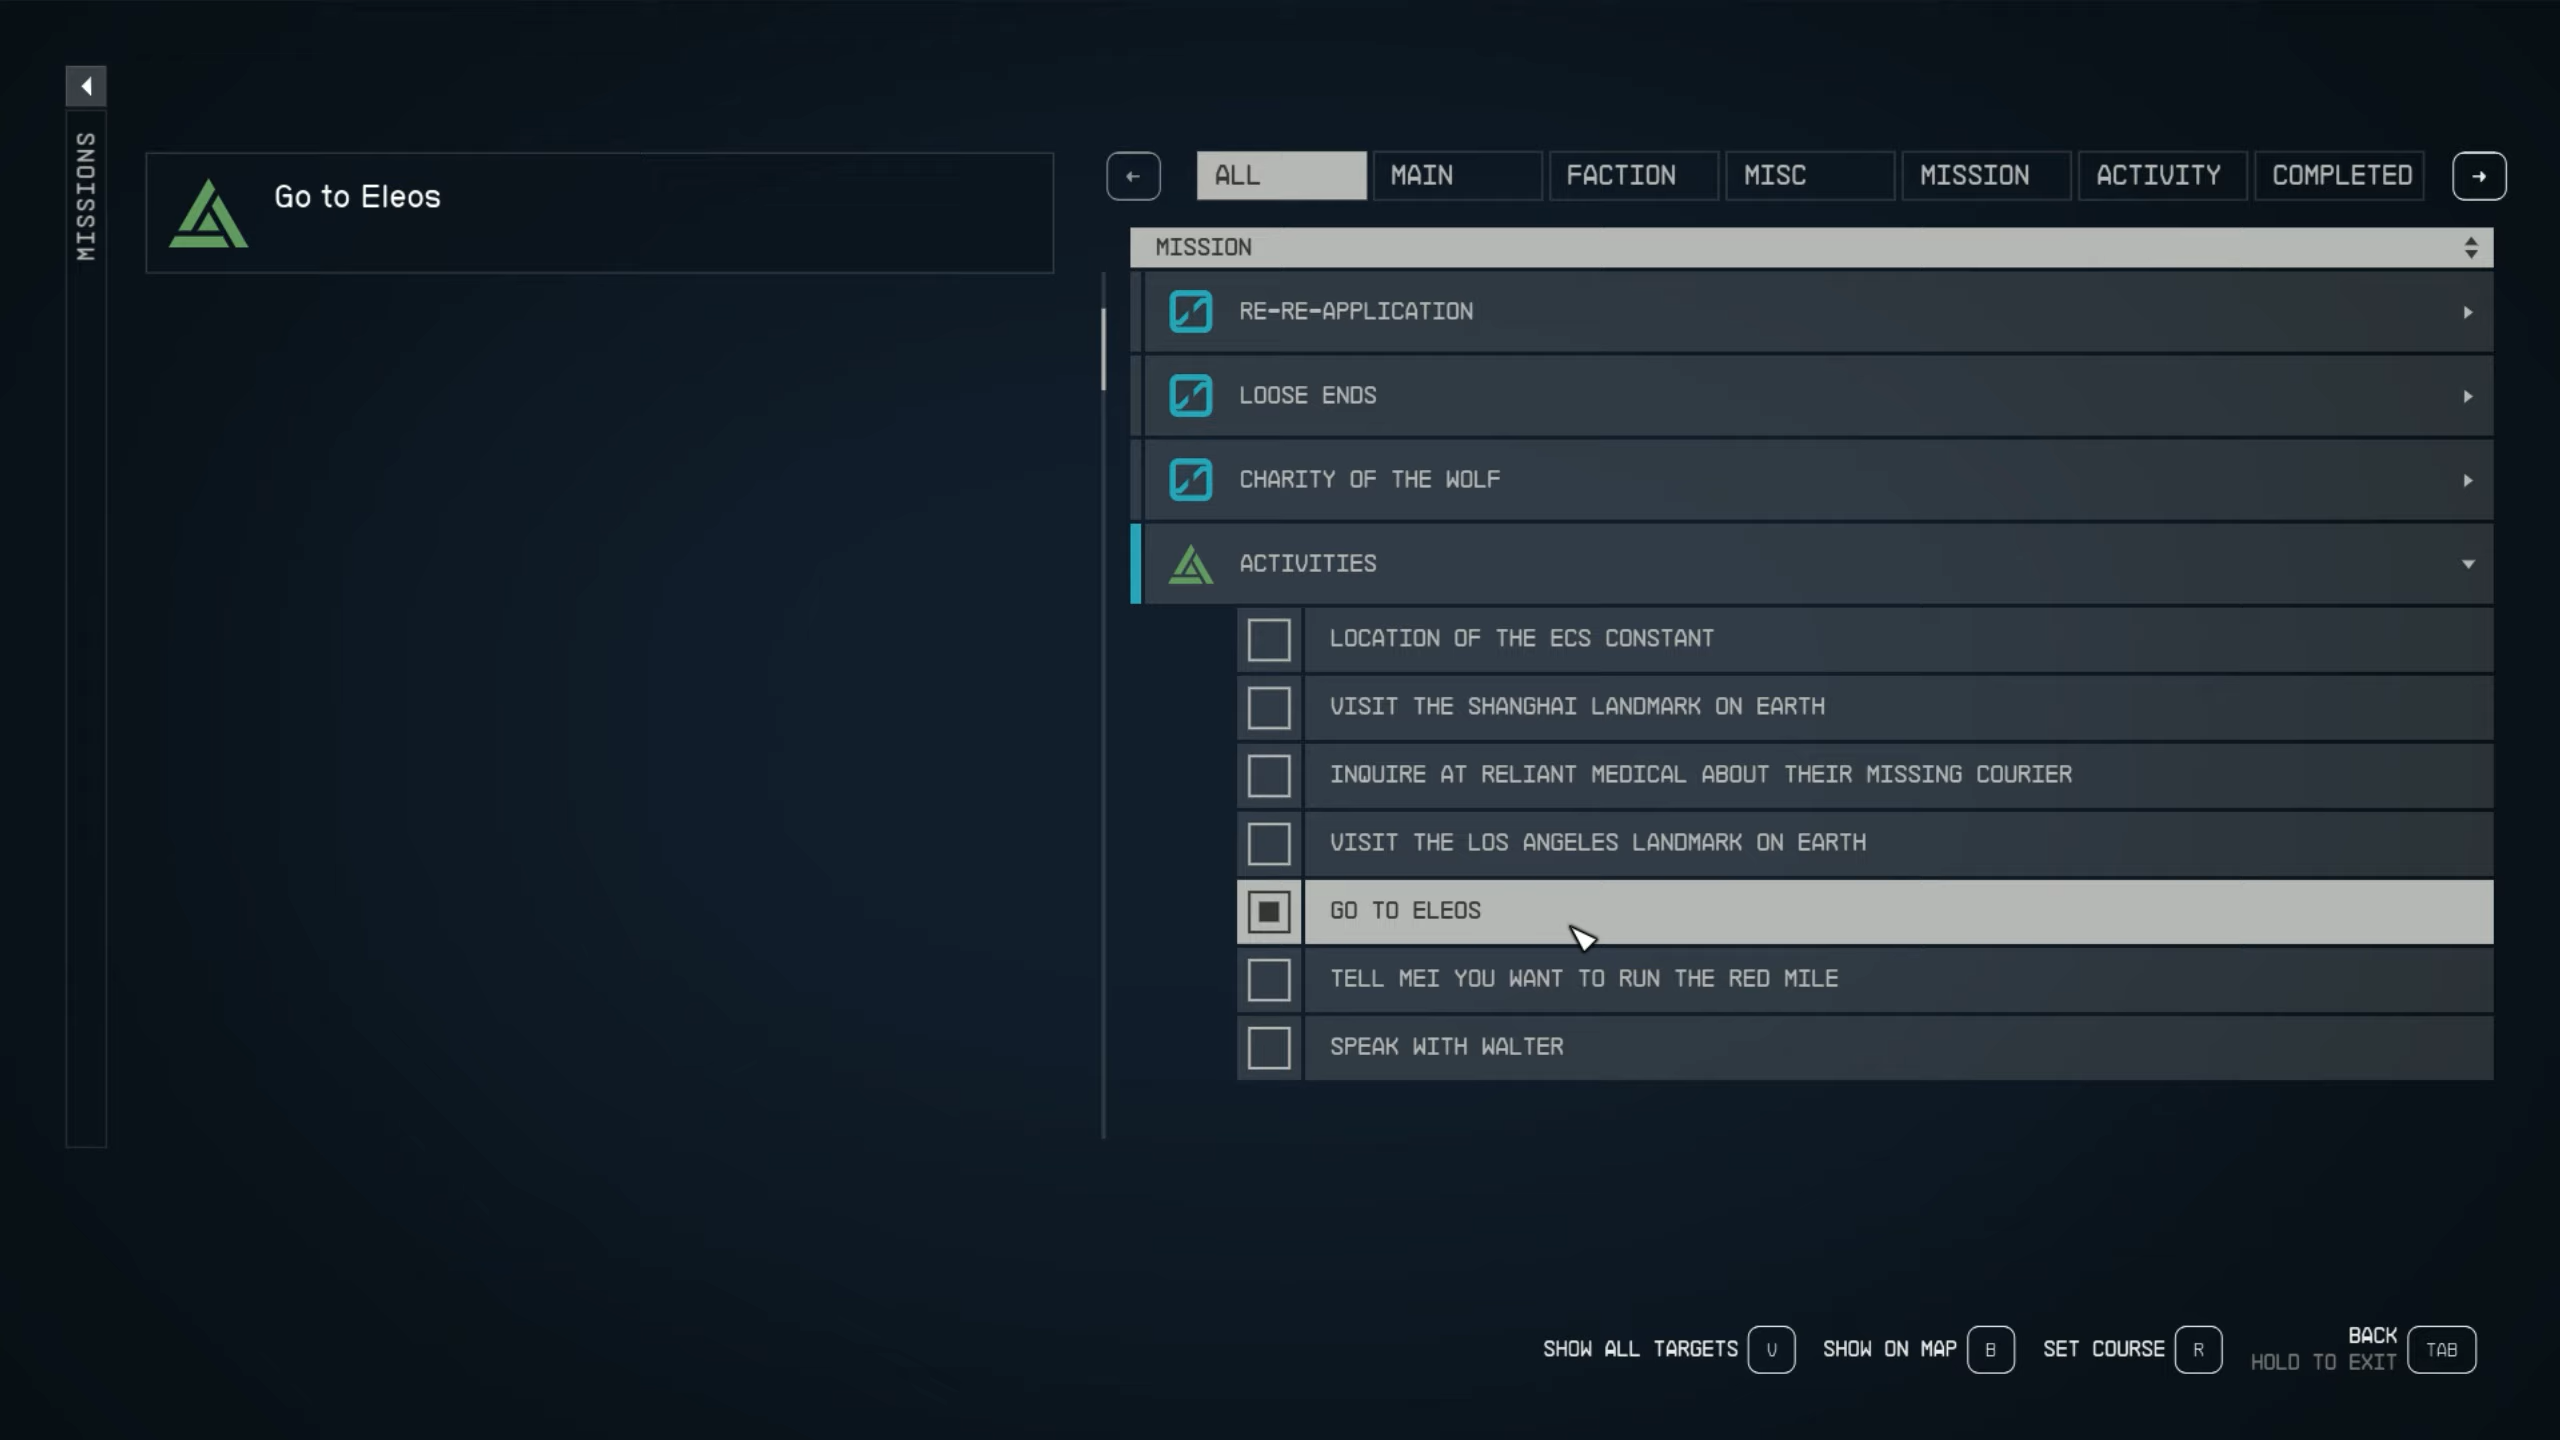 MISSIONS
Go to Eleos
ALL
MAIN
FACTION
MISC
MISSION
ACTIVITY
COMPLETED
MISSION
RE-RE-APPLICATION
LOOSE ENDS
CHARITY OF THE WOLF
ACTIVITIES
LOCATION OF THE ECS CONSTANT
VISIT THE SHANGHAI LANDMARK ON EARTH
INQUIRE AT RELIANT MEDICAL ABOUT THEIR MISSING COURIER
VISIT THE LOS ANGELES LANDMARK ON EARTH
GO TO ELEOS
TELL MEI YOU WANT TO RUN THE RED MILE
SPEAK WITH WALTER
SHOW ALL TARGETS V
SHOW ON MAP B
SET COURSE R
BACK
HOLD TO EXIT
TAB